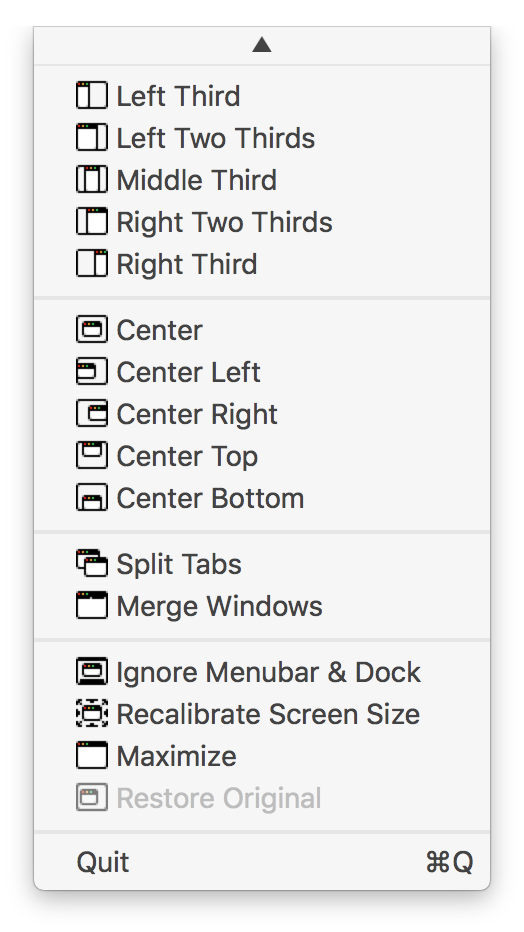 Left Third
Left Two Thirds
Middle Third
Right Two Thirds
Right Third
Center
Center Left
Center Right
Center Top
Center Bottom
Split Tabs
Merge Windows
Ignore Menubar & Dock
Recalibrate Screen Size
Maximize
Restore Original
Quit ⌘Q